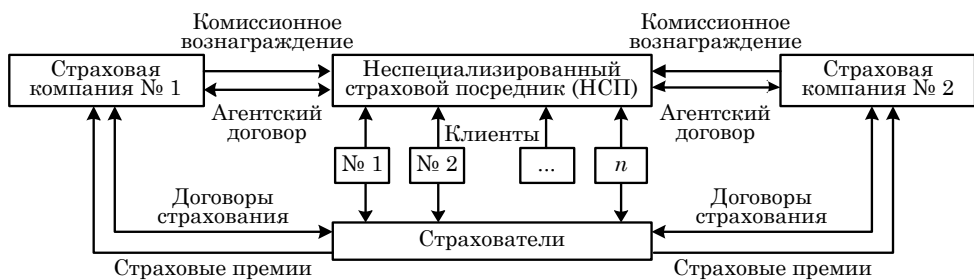 Комиссионное
вознаграждение
Комиссионное
вознаграждение
Страховая
компания № 1
Неспециализированный
страховой посредник (НСП)
Страховая
компания № 2
Агентский
договор
Клиенты
Агентский
договор
№ 1
№ 2
...
n
Договоры
страхования
Договоры
страхования
Страхователи
Страховые премии
Страховые премии